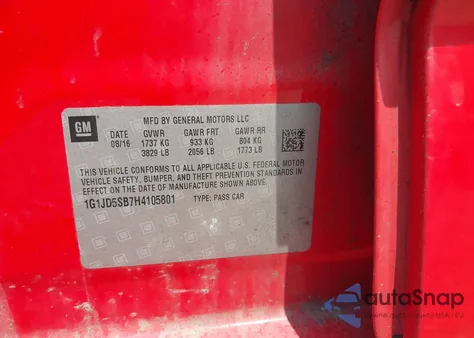 GM
MFD BY GENERAL MOTORS LLC
DATE GVWR GAWR FRT GAWR RR
08/16 1737 KG 933 KG 804 KG
3829 LB 2056 LB 1773 LB
THIS VEHICLE CONFORMS TO ALL APPLICABLE U.S. FEDERAL MOTOR
VEHICLE SAFETY, BUMPER, AND THEFT PREVENTION STANDARDS IN
EFFECT ON THE DATE OF MANUFACTURE SHOWN ABOVE.
1G1JD5SB7H4105801 TYPE: PASS CAR
autoSnap